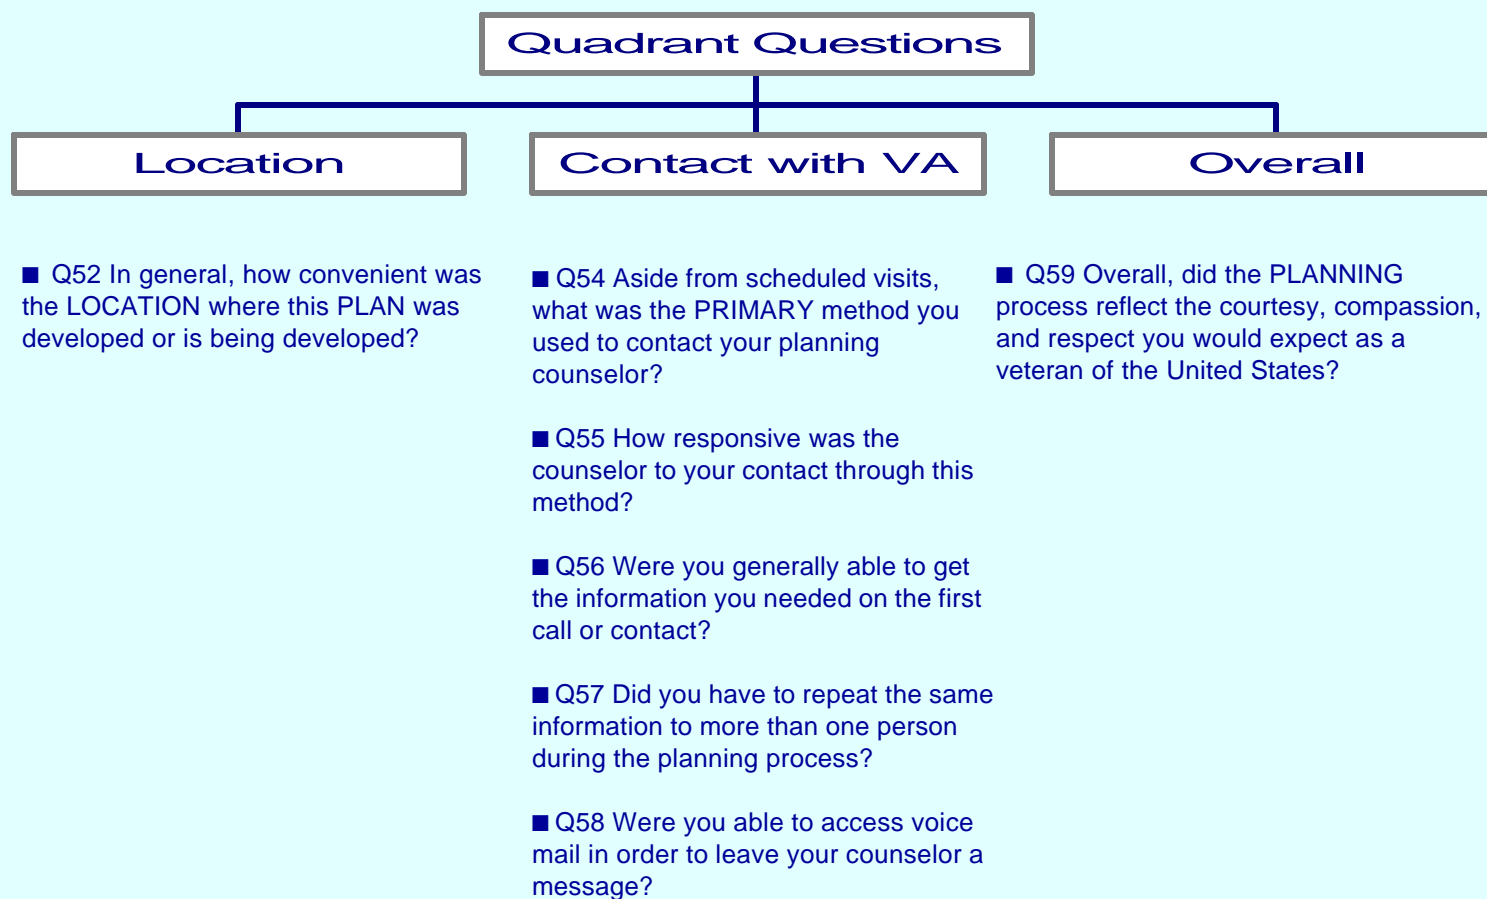 Quadrant Questions
Location
Contact with VA
Overall
■ Q52 In general, how convenient was
the LOCATION where this PLAN was
developed or is being developed?
■ Q54 Aside from scheduled visits,
what was the PRIMARY method you
used to contact your planning
counselor?
■ Q55 How responsive was the
counselor to your contact through this
method?
■ Q56 Were you generally able to get
the information you needed on the first
call or contact?
■ Q57 Did you have to repeat the same
information to more than one person
during the planning process?
■ Q58 Were you able to access voice
mail in order to leave your counselor a
message?
■ Q59 Overall, did the PLANNING
process reflect the courtesy, compassion,
and respect you would expect as a
veteran of the United States?